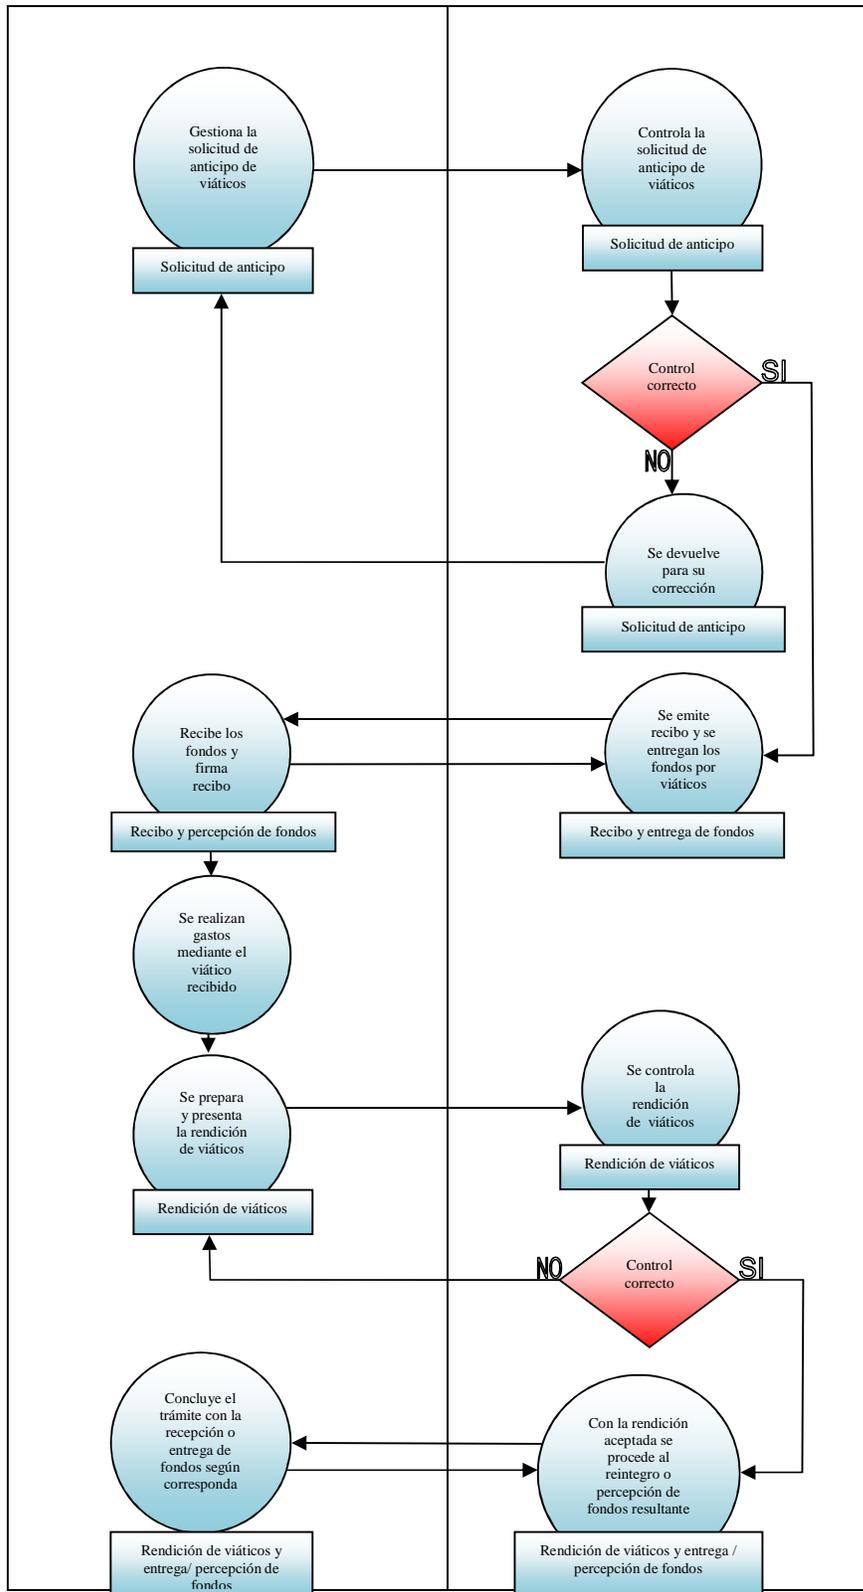 Gestiona la
solicitud de
anticipo de
viáticos
Solicitud de anticipo
Controla la
solicitud de
anticipo de
viáticos
Solicitud de anticipo
Control
correcto
SI
NO
Se devuelve
para su
corrección
Solicitud de anticipo
Se emite
recibo y se
entregan los
fondos por
viáticos
Recibo y entrega de fondos
Recibe los
fondos y
firma
recibo
Recibo y percepción de fondos
Se realizan
gastos
mediante el
viático
recibido
Se prepara
y presenta
la rendición
de viáticos
Rendición de viáticos
Se controla
la
rendición
de viáticos
Rendición de viáticos
Control
correcto
NO
SI
Con la rendición
aceptada se
procede al
reintegro o
percepción de
fondos resultante
Rendición de viáticos y entrega /
percepción de fondos
Concluye el
trámite con la
recepción o
entrega de
fondos según
corresponda
Rendición de viáticos y
entrega/ percepción de
fondos